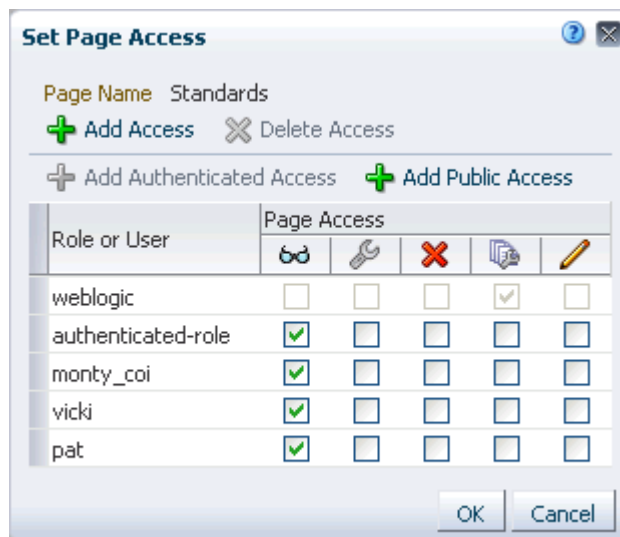 Set Page Access
Page Name Standards
Add Access Delete Access
Add Authenticated Access Add Public Access
Role or User Page Access
weblogic
authenticated-role
monty_coi
vicki
pat
OK Cancel